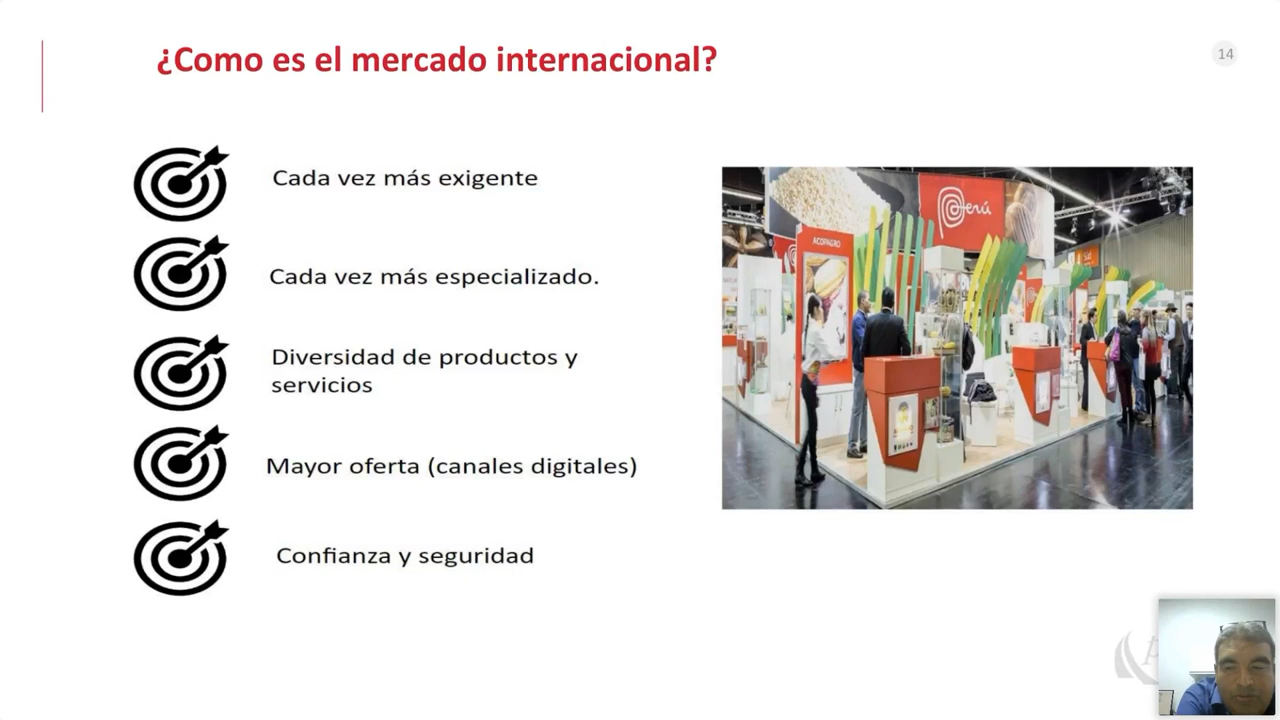 ¿Como es el mercado internacional?
14
Cada vez más exigente
Cada vez más especializado.
Diversidad de productos y
servicios
Mayor oferta (canales digitales)
Confianza y seguridad
Perú
ACOPAGRO